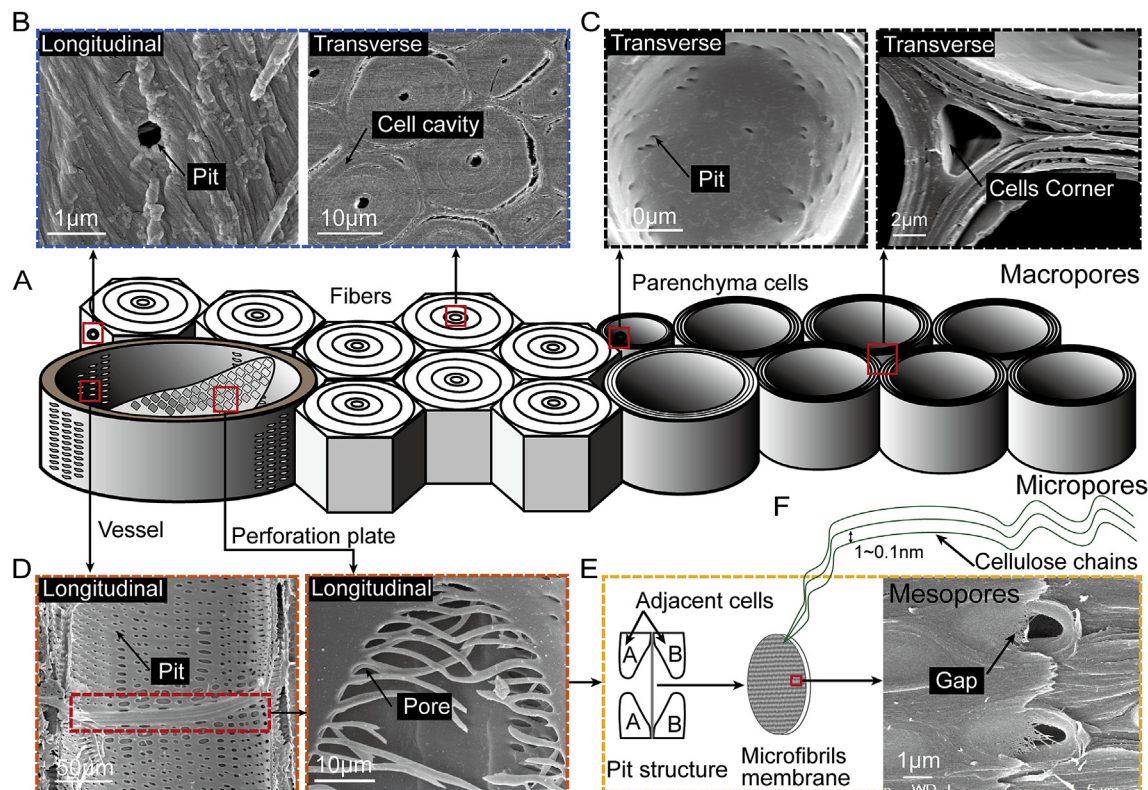 B
C
Longitudinal
Transverse
Transverse
Transverse
Cell cavity
Pit
Pit
Cells Corner
1μm
10μm
10μm
2μm
A
Fibers
Parenchyma cells
Macropores
Micropores
F
Vessel
Perforation plate
1~0.1nm
Cellulose chains
D
Longitudinal
Longitudinal
E
Adjacent cells
Mesopores
A
B
Pit
Pore
Gap
A
B
50μm
10μm
Pit structure
Microfibrils
membrane
1μm